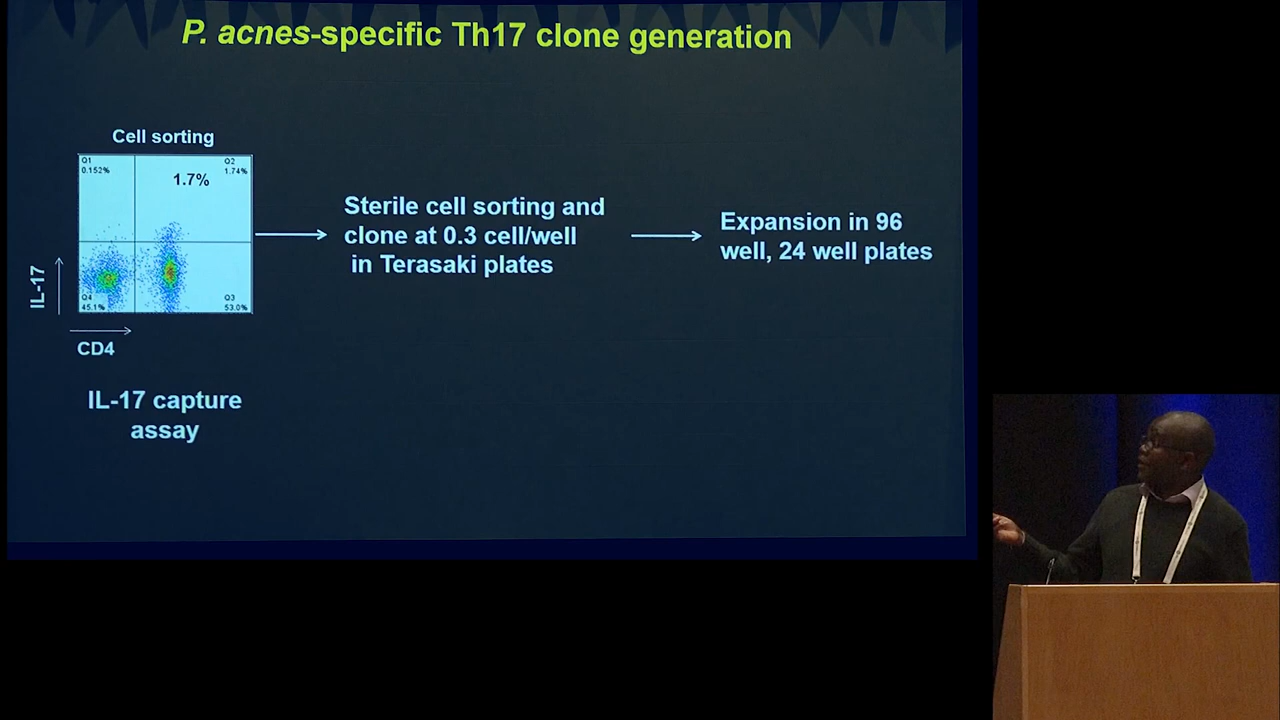 P. acnes-specific Th17 clone generation
Cell sorting
Q1
0.152%
Q2
1.74%
1.7%
IL-17
Q4
45.1%
Q3
53.0%
CD4
IL-17 capture
assay
Sterile cell sorting and
clone at 0.3 cell/well
in Terasaki plates
Expansion in 96
well, 24 well plates